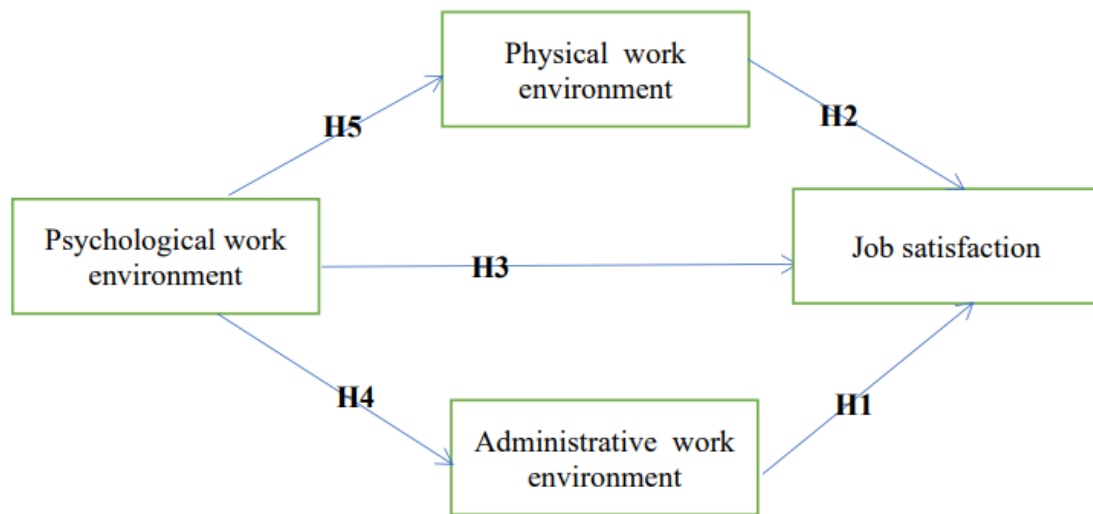 Physical work
environment
H5
H2
Psychological work
environment
H3
Job satisfaction
H4
H1
Administrative work
environment